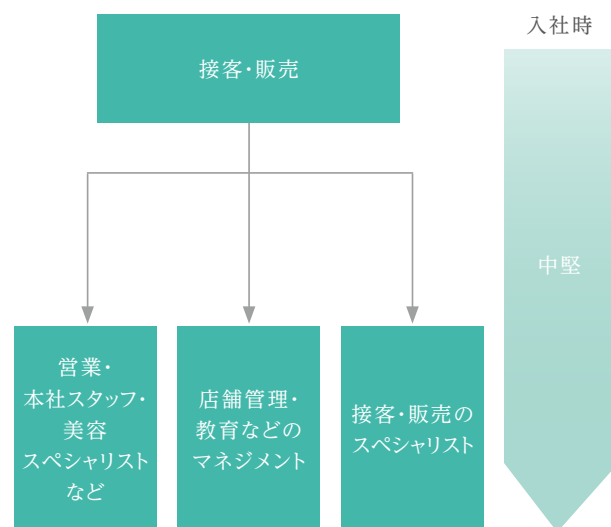 入社時
接客・販売
中堅
営業・
本社スタッフ・
美容
スペシャリスト
など
店舗管理・
教育などの
マネジメント
接客・販売の
スペシャリスト